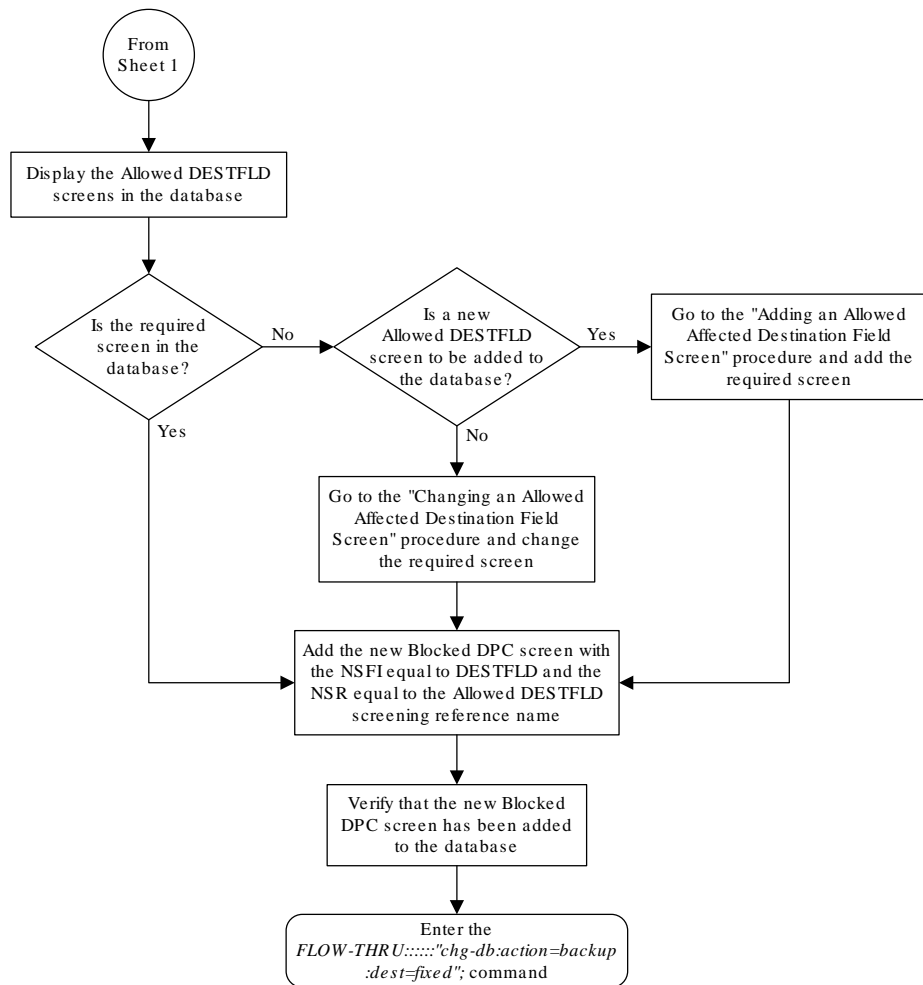 From
Sheet 1
Display the Allowed DESTFLD
screens in the database
Is the required
screen in the
database?
No
Yes
Is a new
Allowed DESTFLD
screen to be added to
the database?
Yes
No
Go to the "Adding an Allowed
Affected Destination Field
Screen" procedure and add the
required screen
Go to the "Changing an Allowed
Affected Destination Field
Screen" procedure and change
the required screen
Add the new Blocked DPC screen with
the NSFI equal to DESTFLD and the
NSR equal to the Allowed DESTFLD
screening reference name
Verify that the new Blocked
DPC screen has been added
to the database
Enter the
FLOW-THRU::::::"chg-db:action=backup
:dest=fixed"; command